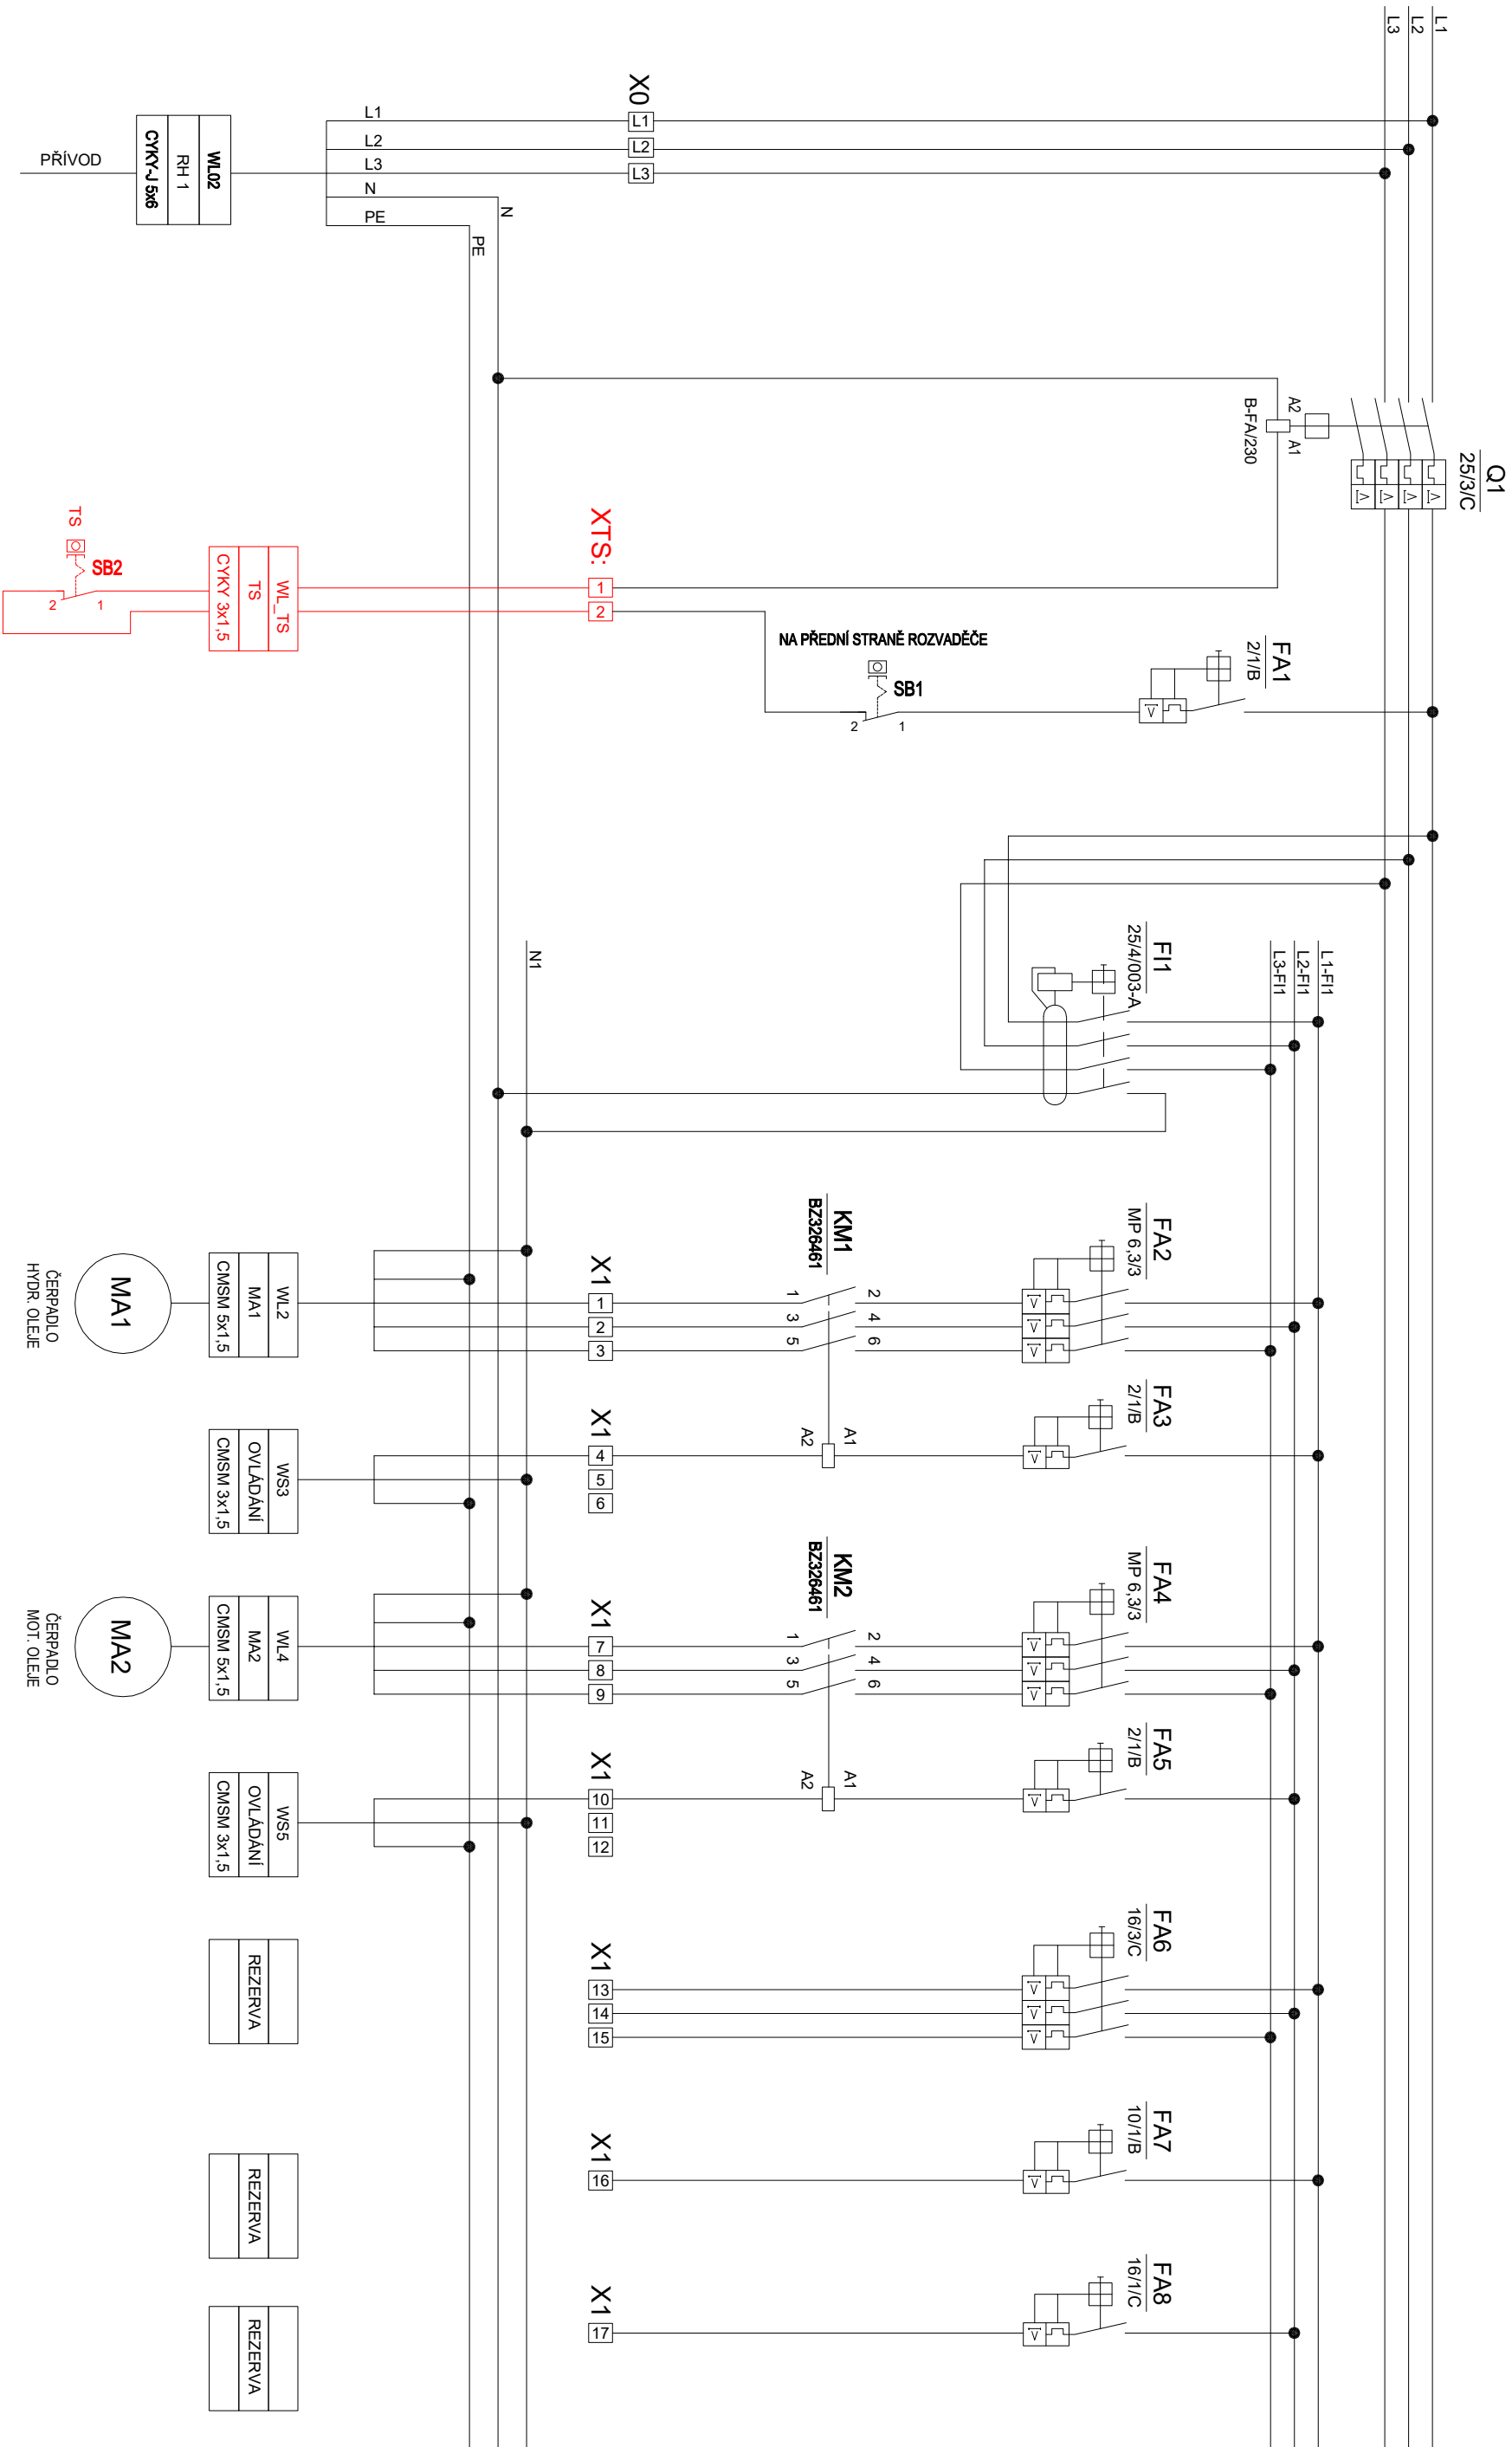 L1
L2
L3
Q1
25/3/C
A2
A1
B-FA/230
FA1
2/1/B
NA PŘEDNÍ STRANĚ ROZVADĚČE
SB1
1
2
X0
L1
L2
L3
L1
L2
L3
N
PE
N
PE
PŘÍVOD
WL02
RH 1
CYKY-J 5x6
XTS:
1
2
WL_TS
TS
CYKY 3x1,5
TS
SB2
1
2
L1-FI1
L2-FI1
L3-FI1
FI1
25/4/003-A
N1
FA2
MP 6,3/3
KM1
BZ326461
2
4
6
1
3
5
X1
1
2
3
WL2
MA1
CMSM 5x1,5
MA1
ČERPADLO
HYDR. OLEJE
FA3
2/1/B
A1
A2
X1
4
5
6
WS3
OVLÁDÁNÍ
CMSM 3x1,5
FA4
MP 6,3/3
KM2
BZ326461
2
4
6
1
3
5
X1
7
8
9
WL4
MA2
CMSM 5x1,5
MA2
ČERPADLO
MOT. OLEJE
FA5
2/1/B
A1
A2
X1
10
11
12
WS5
OVLÁDÁNÍ
CMSM 3x1,5
FA6
16/3/C
X1
13
14
15
REZERVA
FA7
10/1/B
X1
16
REZERVA
FA8
16/1/C
X1
17
REZERVA